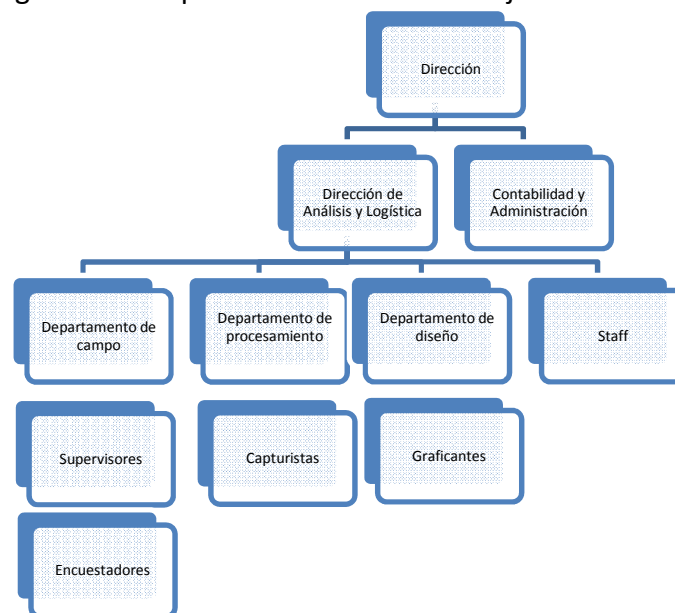 Dirección
Dirección de
Análisis y Logística
Contabilidad y
Administración
Departamento de
campo
Departamento de
procesamiento
Departamento de
diseño
Staff
Supervisores
Capturistas
Graficantes
Encuestadores